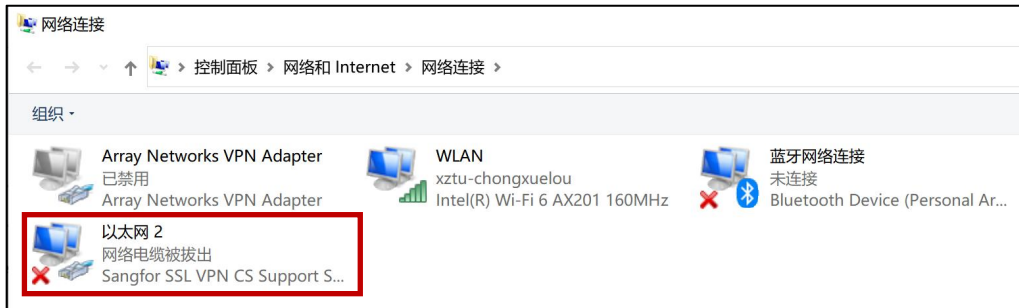 网络连接
控制面板 > 网络和 Internet > 网络连接 >
组织
Array Networks VPN Adapter
已禁用
Array Networks VPN Adapter
WLAN
xztu-chongxuelou
Intel(R) Wi-Fi 6 AX201 160MHz
蓝牙网络连接
未连接
Bluetooth Device (Personal Ar...
以太网 2
网络电缆被拔出
Sangfor SSL VPN CS Support S...